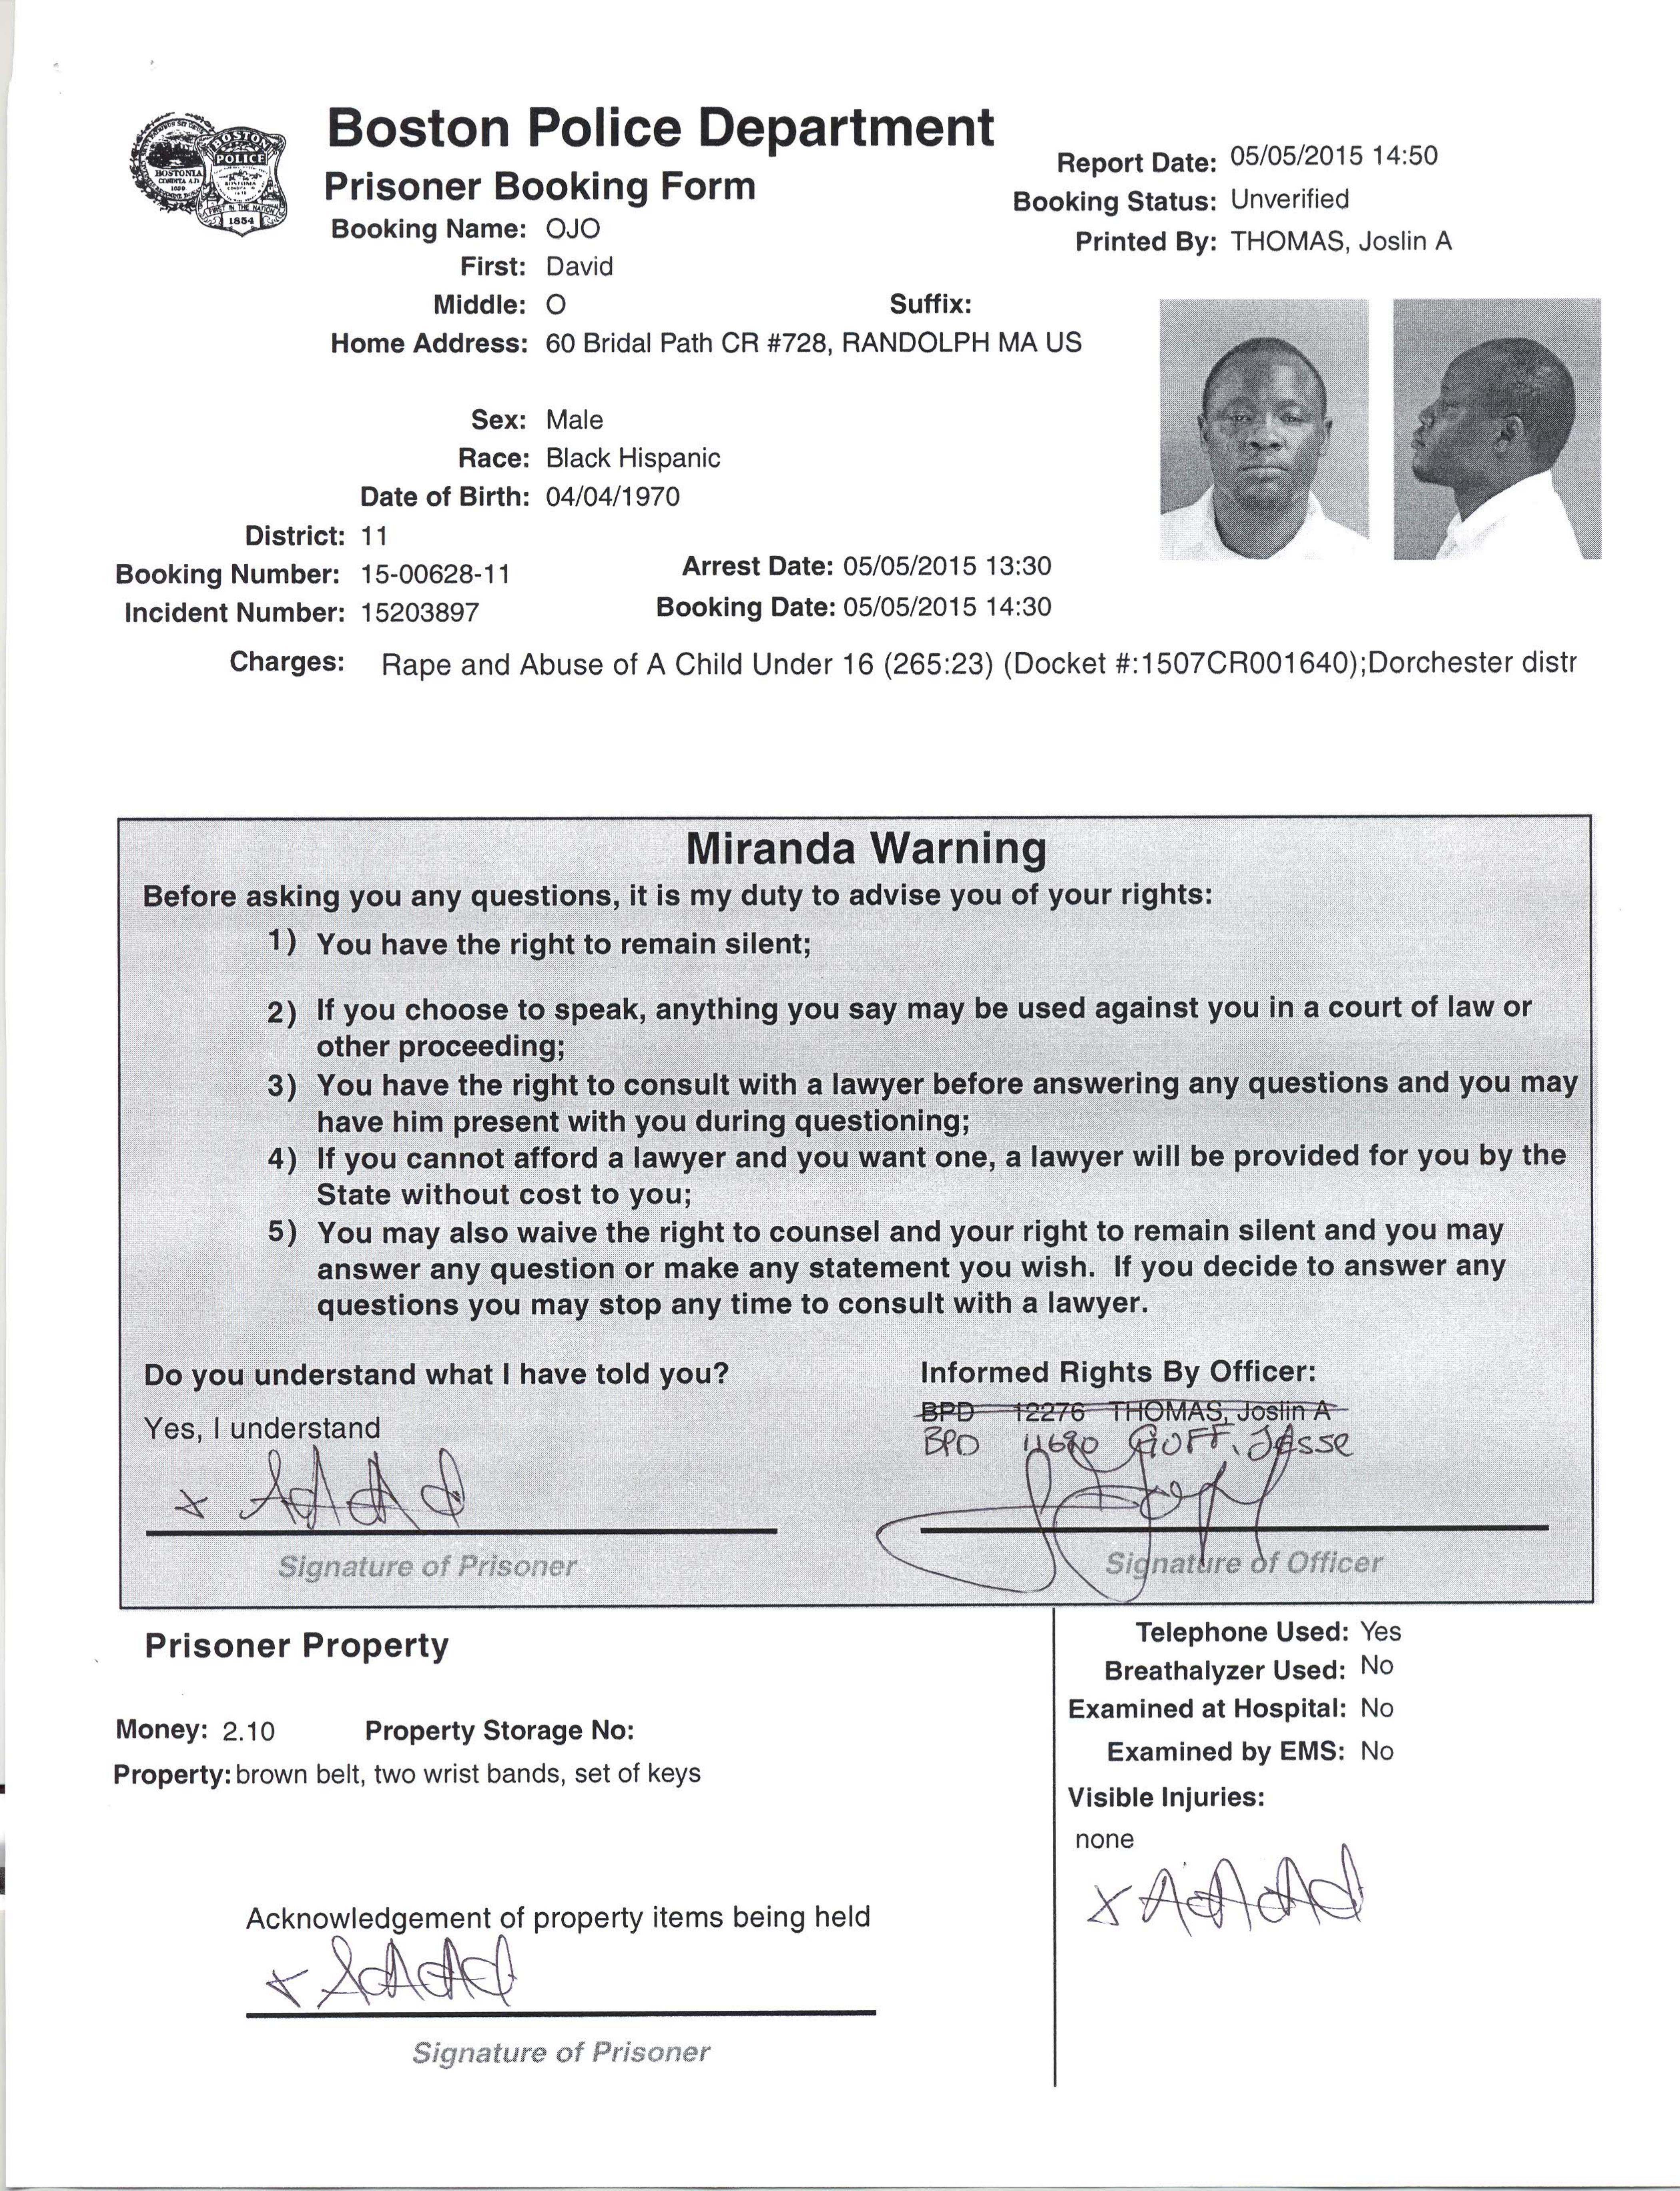 Boston Police Department
Prisoner Booking Form
Report Date: 05/05/2015 14:50
Booking Status: Unverified
Printed By: THOMAS, Joslin A
BOSTONIA
CONDITA A.D.
1630
BOSTON
POLICE
FIRST IN THE NATION
1854
Booking Name: OJO
First: David
Middle: O Suffix:
Home Address: 60 Bridal Path CR #728, RANDOLPH MA US
Sex: Male
Race: Black Hispanic
Date of Birth: 04/04/1970
District: 11
Booking Number: 15-00628-11 Arrest Date: 05/05/2015 13:30
Incident Number: 15203897 Booking Date: 05/05/2015 14:30
Charges: Rape and Abuse of A Child Under 16 (265:23) (Docket #:1507CR001640);Dorchester distr
Miranda Warning
Before asking you any questions, it is my duty to advise you of your rights:
1) You have the right to remain silent;
2) If you choose to speak, anything you say may be used against you in a court of law or
other proceeding;
3) You have the right to consult with a lawyer before answering any questions and you may
have him present with you during questioning;
4) If you cannot afford a lawyer and you want one, a lawyer will be provided for you by the
State without cost to you;
5) You may also waive the right to counsel and your right to remain silent and you may
answer any question or make any statement you wish. If you decide to answer any
questions you may stop any time to consult with a lawyer.
Do you understand what I have told you?
Yes, I understand
x
Signature of Prisoner
Informed Rights By Officer:
BPD 12276 THOMAS, Joslin A
BPD 11690 GOFF, Jesse
Signature of Officer
Prisoner Property
Money: 2.10 Property Storage No:
Property: brown belt, two wrist bands, set of keys
Acknowledgement of property items being held
x
Signature of Prisoner
Telephone Used: Yes
Breathalyzer Used: No
Examined at Hospital: No
Examined by EMS: No
Visible Injuries:
none
x